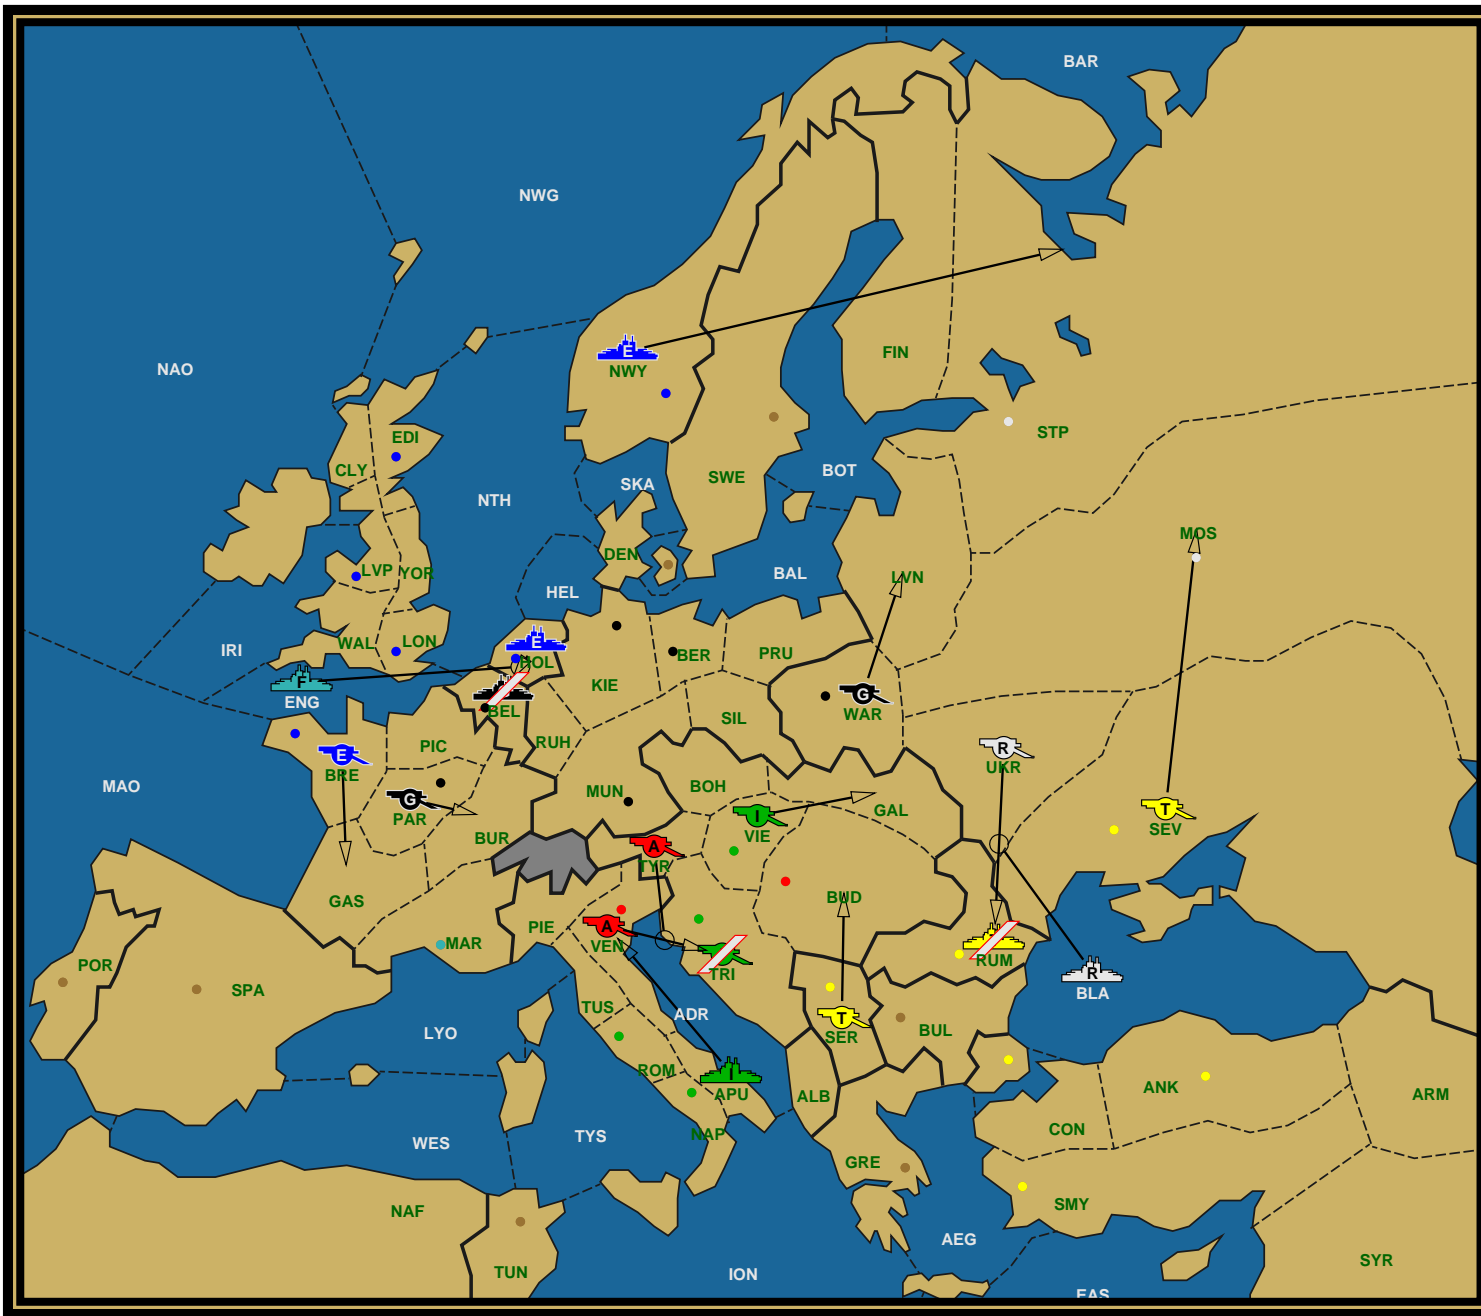 BAR
NWG
NAO
E
NWY
FIN
EDI
STP
CLY
SKA
SWE
BOT
NTH
MOS
DEN
LVP
YOR
BAL
LVN
HEL
IRI
WAL
LON
E
HOL
BER
PRU
F
ENG
KIE
G
WAR
BEL
SIL
PIC
RUH
R
UKR
E
BRE
MAO
BOH
MUN
G
PAR
I
VIE
GAL
T
SEV
BUR
A
TYR
GAS
BUD
PIE
A
VEN
MAR
TRI
RUM
POR
SPA
R
BLA
TUS
ADR
T
SER
BUL
LYO
ROM
I
APU
ALB
ANK
ARM
CON
NAP
WES
TYS
GRE
NAF
SMY
AEG
SYR
TUN
ION
EAS